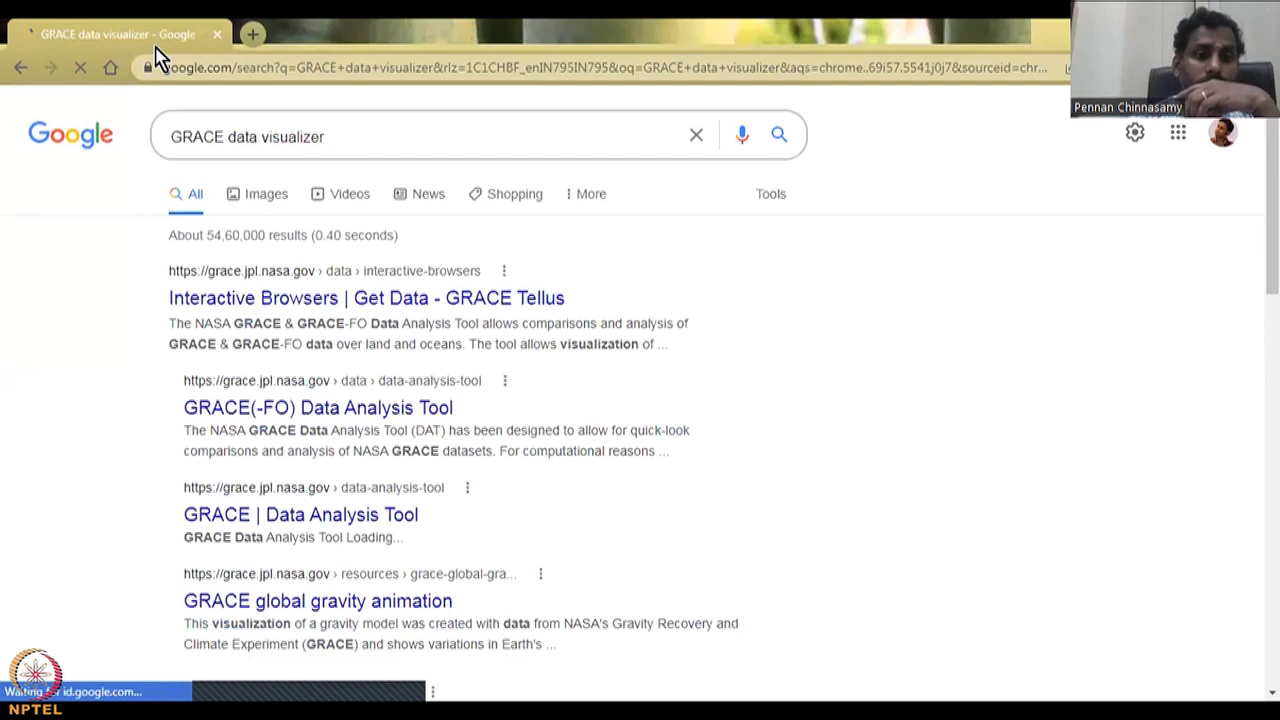 GRACE data visualizer - Google
google.com/search?q=GRACE+data+visualizer&rlz=1C1CHBF_enIN795IN795&oq=GRACE+data+visualizer&aqs=chrome..69i57.5541j0j7&sourceid=chr...
Pennan Chinnasamy
Google
GRACE data visualizer
All
Images
Videos
News
Shopping
More
Tools
About 54,60,000 results (0.40 seconds)
https://grace.jpl.nasa.gov › data › interactive-browsers
Interactive Browsers | Get Data - GRACE Tellus
The NASA GRACE & GRACE-FO Data Analysis Tool allows comparisons and analysis of
GRACE & GRACE-FO data over land and oceans. The tool allows visualization of ...
https://grace.jpl.nasa.gov › data › data-analysis-tool
GRACE(-FO) Data Analysis Tool
The NASA GRACE Data Analysis Tool (DAT) has been designed to allow for quick-look
comparisons and analysis of NASA GRACE datasets. For computational reasons ...
https://grace.jpl.nasa.gov › data-analysis-tool
GRACE | Data Analysis Tool
GRACE Data Analysis Tool Loading...
https://grace.jpl.nasa.gov › resources › grace-global-gra...
GRACE global gravity animation
This visualization of a gravity model was created with data from NASA's Gravity Recovery and
Climate Experiment (GRACE) and shows variations in Earth's ...
Waiting for id.google.com...
NPTEL